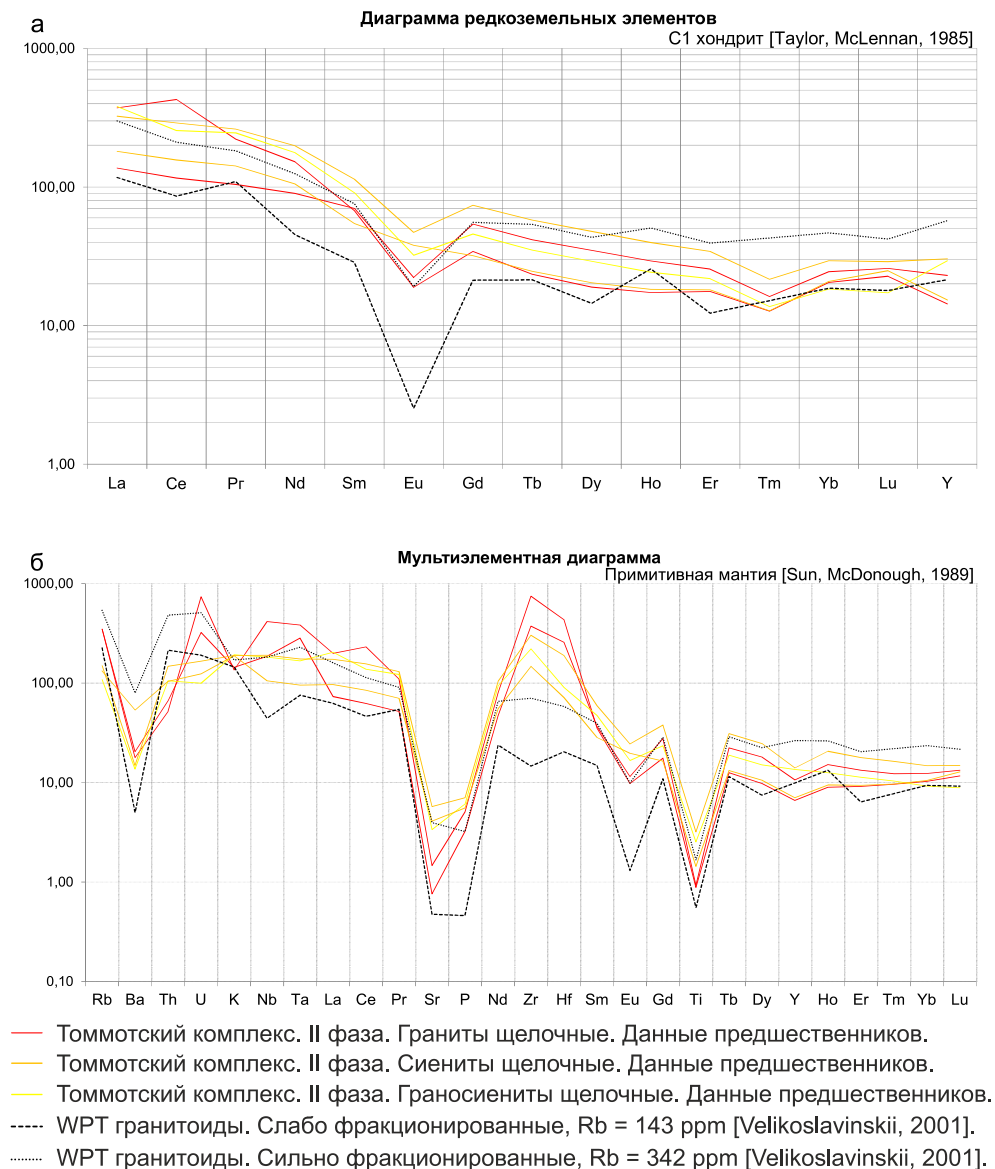 а
Диаграмма редкоземельных элементов
C1 хондрит [Taylor, McLennan, 1985]
1000,00
100,00
10,00
1,00
La Ce Pr Nd Sm Eu Gd Tb Dy Ho Er Tm Yb Lu Y
б
Мультиэлементная диаграмма
Примитивная мантия [Sun, McDonough, 1989]
1000,00
100,00
10,00
1,00
0,10
Rb Ba Th U K Nb Ta La Ce Pr Sr P Nd Zr Hf Sm Eu Gd Ti Tb Dy Y Ho Er Tm Yb Lu
Томмотский комплекс. II фаза. Граниты щелочные. Данные предшественников.
Томмотский комплекс. II фаза. Сиениты щелочные. Данные предшественников.
Томмотский комплекс. II фаза. Граносиениты щелочные. Данные предшественников.
WPT гранитоиды. Слабо фракционированные, Rb = 143 ppm [Velikoslavinskii, 2001].
WPT гранитоиды. Сильно фракционированные, Rb = 342 ppm [Velikoslavinskii, 2001].